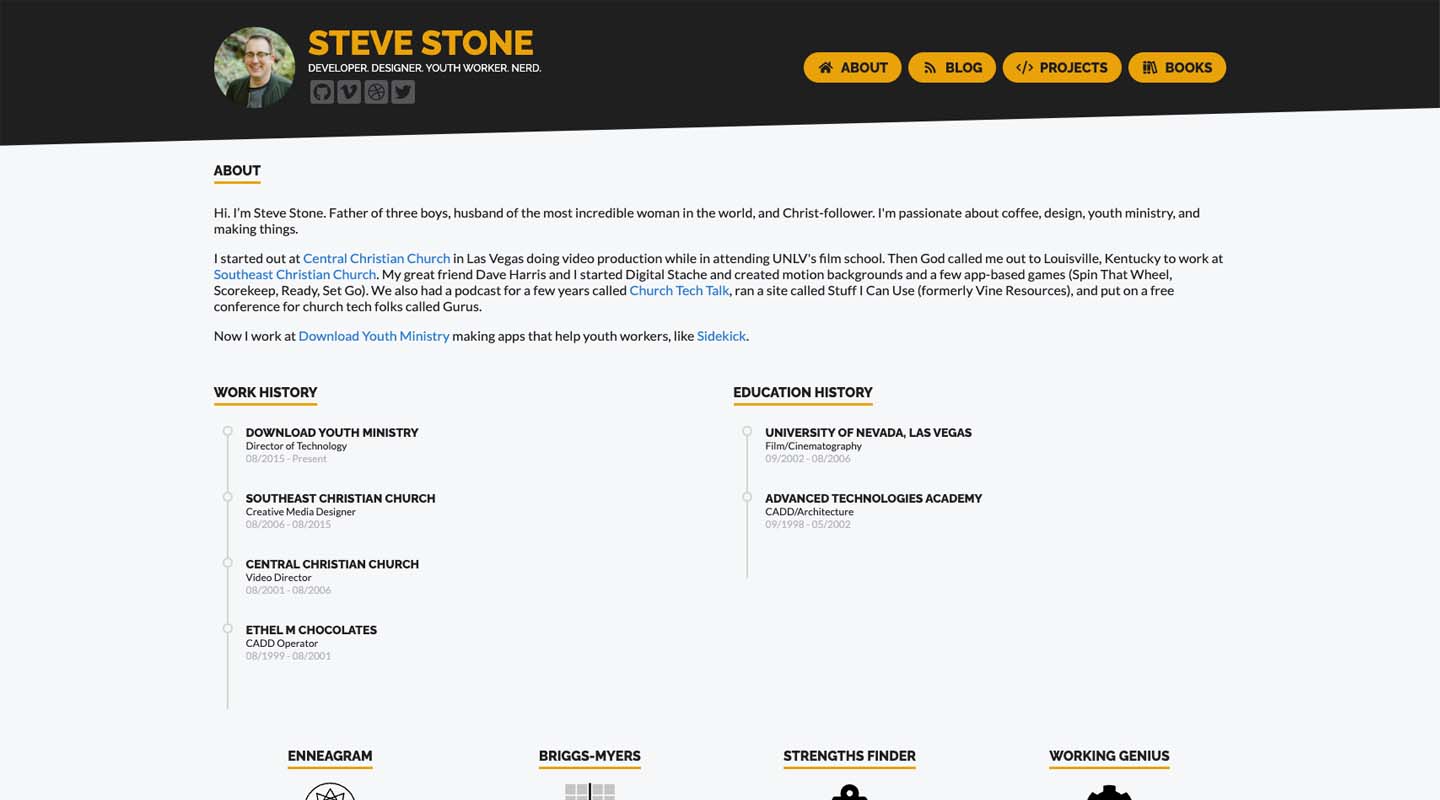 STEVE STONE
DEVELOPER. DESIGNER. YOUTH WORKER. NERD.
ABOUT
BLOG
PROJECTS
BOOKS
ABOUT
Hi. I'm Steve Stone. Father of three boys, husband of the most incredible woman in the world, and Christ-follower. I'm passionate about coffee, design, youth ministry, and
making things.
I started out at Central Christian Church in Las Vegas doing video production while in attending UNLV's film school. Then God called me out to Louisville, Kentucky to work at
Southeast Christian Church. My great friend Dave Harris and I started Digital Stache and created motion backgrounds and a few app-based games (Spin That Wheel,
Scorekeep, Ready, Set Go). We also had a podcast for a few years called Church Tech Talk, ran a site called Stuff I Can Use (formerly Vine Resources), and put on a free
conference for church tech folks called Gurus.
Now I work at Download Youth Ministry making apps that help youth workers, like Sidekick.
WORK HISTORY
DOWNLOAD YOUTH MINISTRY
Director of Technology
08/2015 - Present
SOUTHEAST CHRISTIAN CHURCH
Creative Media Designer
08/2006 - 08/2015
CENTRAL CHRISTIAN CHURCH
Video Director
08/2001 - 08/2006
ETHEL M CHOCOLATES
CADD Operator
08/1999 - 08/2001
EDUCATION HISTORY
UNIVERSITY OF NEVADA, LAS VEGAS
Film/Cinematography
09/2002 - 08/2006
ADVANCED TECHNOLOGIES ACADEMY
CADD/Architecture
09/1998 - 05/2002
ENNEAGRAM
BRIGGS-MYERS
STRENGTHS FINDER
WORKING GENIUS